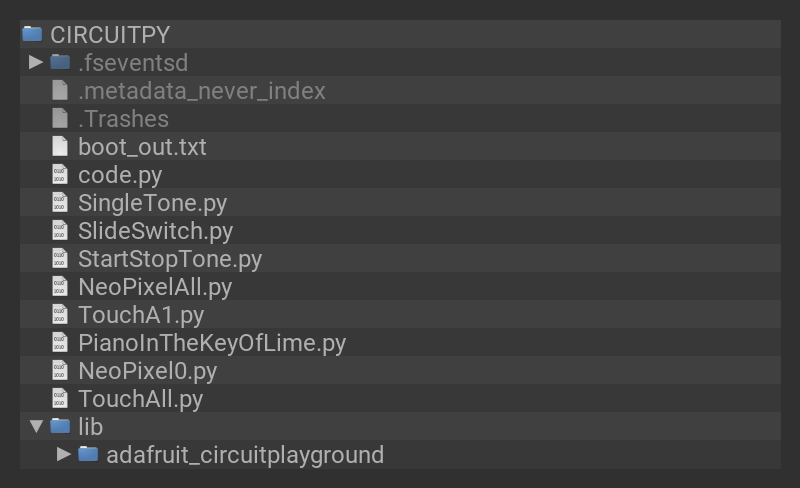 CIRCUITPY
.fseventsd
.metadata_never_index
.Trashes
boot_out.txt
code.py
SingleTone.py
SlideSwitch.py
StartStopTone.py
NeoPixelAll.py
TouchA1.py
PianoInTheKeyOfLime.py
NeoPixel0.py
TouchAll.py
lib
adafruit_circuitplayground